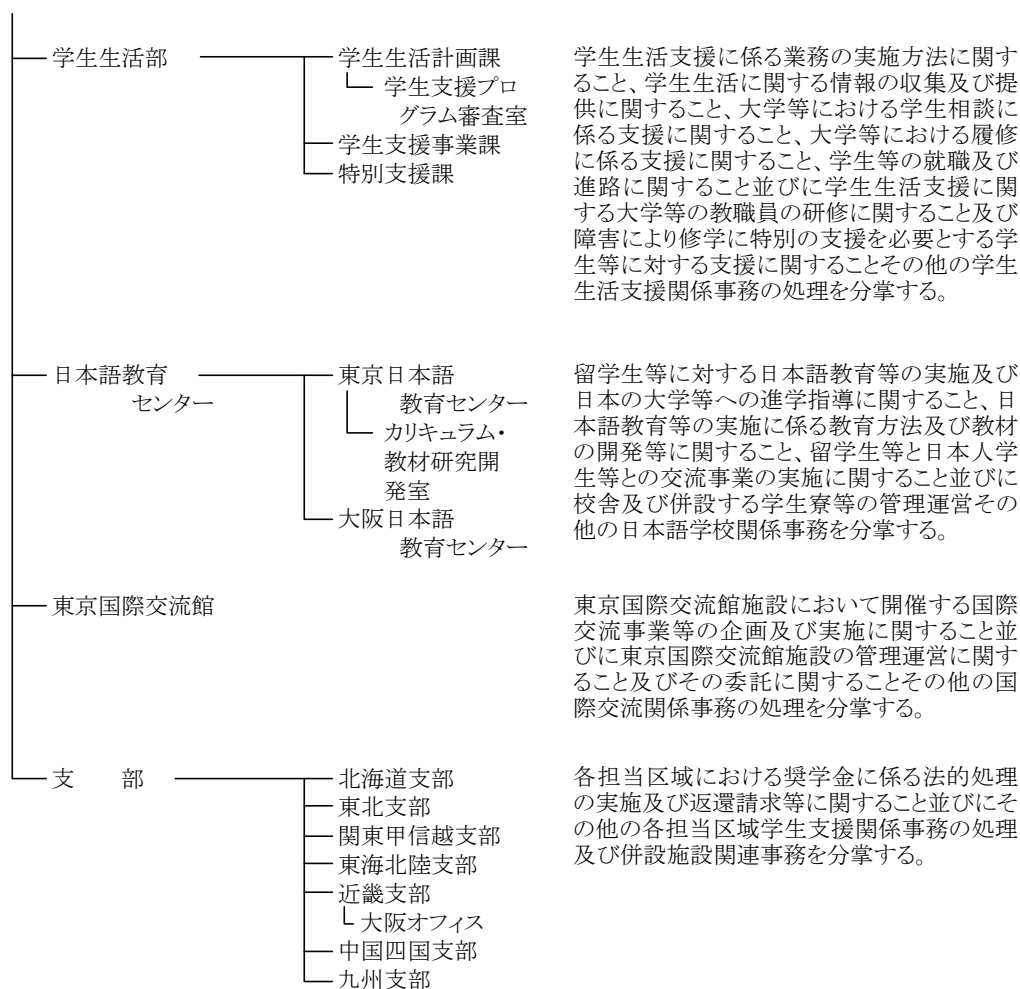 学生生活部
学生生活計画課
学生支援プロ
グラム審査室
学生支援事業課
特別支援課
学生生活支援に係る業務の実施方法に関す
ること、学生生活に関する情報の収集及び提
供に関すること、大学等における学生相談に
係る支援に関すること、大学等における履修
に係る支援に関すること、学生等の就職及び
進路に関すること並びに学生生活支援に関
する大学等の教職員の研修に関すること及び
障害により修学に特別の支援を必要とする学
生等に対する支援に関することその他の学生
生活支援関係事務の処理を分掌する。
日本語教育
センター
東京日本語
教育センター
カリキュラム・
教材研究開
発室
大阪日本語
教育センター
留学生等に対する日本語教育等の実施及び
日本の大学等への進学指導に関すること、日
本語教育等の実施に係る教育方法及び教材
の開発等に関すること、留学生等と日本人学
生等との交流事業の実施に関すること並びに
校舎及び併設する学生寮等の管理運営その
他の日本語学校関係事務を分掌する。
東京国際交流館
東京国際交流館施設において開催する国際
交流事業等の企画及び実施に関すること並
びに東京国際交流館施設の管理運営に関す
ること及びその委託に関することその他の国
際交流関係事務の処理を分掌する。
支　　部
北海道支部
東北支部
関東甲信越支部
東海北陸支部
近畿支部
大阪オフィス
中国四国支部
九州支部
各担当区域における奨学金に係る法的処理
の実施及び返還請求等に関すること並びにそ
の他の各担当区域学生支援関係事務の処理
及び併設施設関連事務を分掌する。